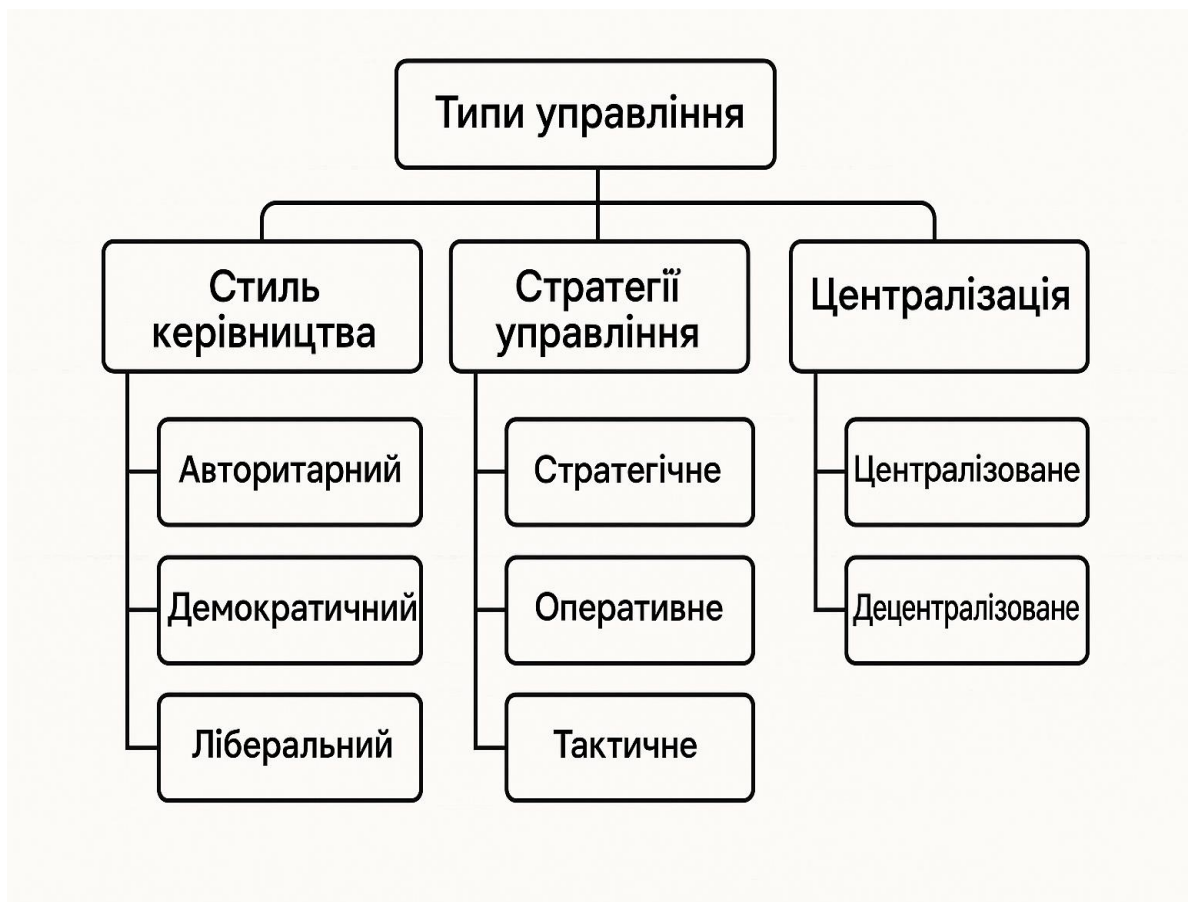 Типи управління
Стиль
керівництва
Авторитарний
Демократичний
Ліберальний
Стратегії
управління
Стратегічне
Оперативне
Тактичне
Централізація
Централізоване
Децентралізоване